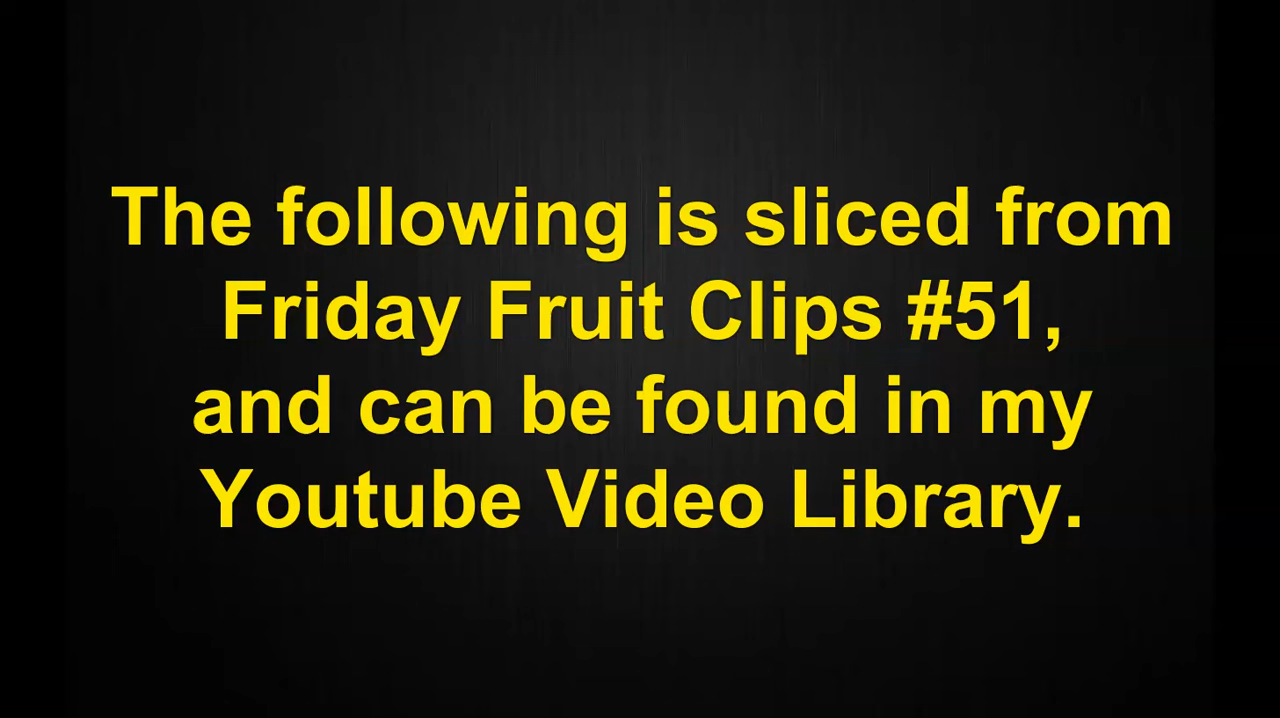 The following is sliced from
Friday Fruit Clips #51,
and can be found in my
Youtube Video Library.